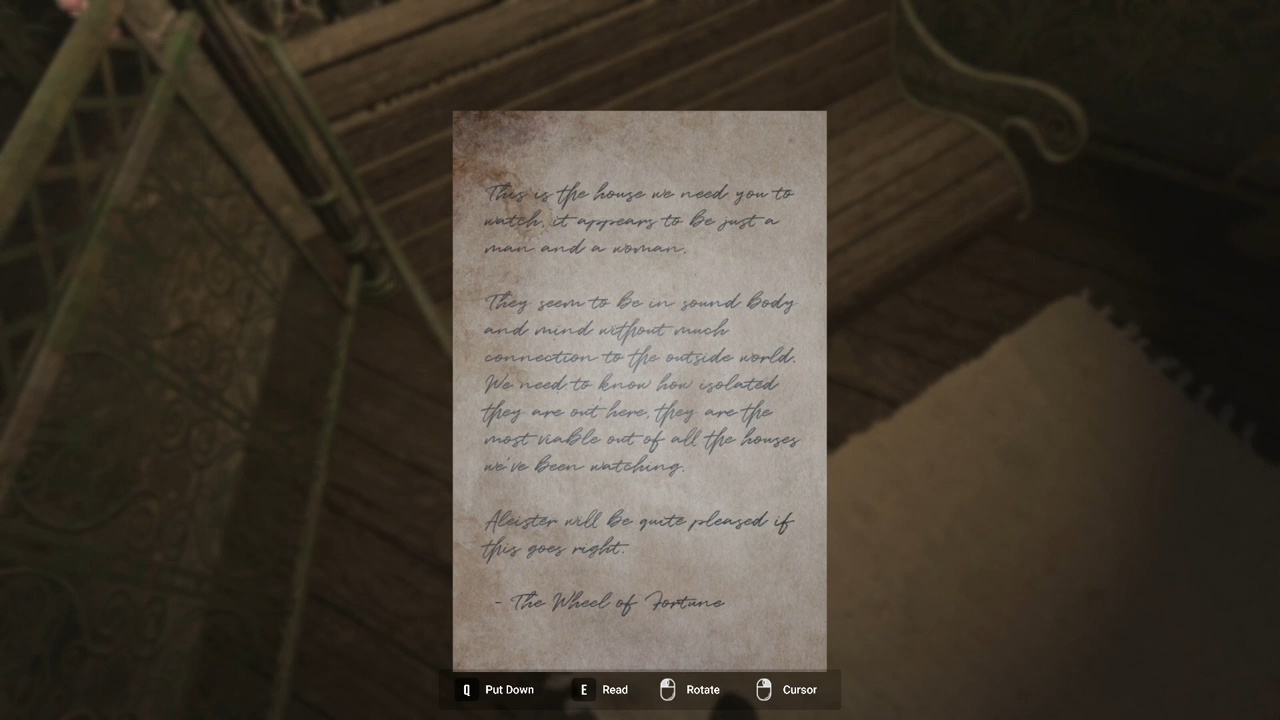 This is the house we need you to
watch, it appears to be just a
man and a woman.
They seem to be in sound body
and mind without much
connection to the outside world.
We need to know how isolated
they are out here, they are the
most viable out of all the houses
we've been watching.
Aleister will be quite pleased if
this goes right.
- The Wheel of Fortune
Q Put Down E Read Rotate Cursor